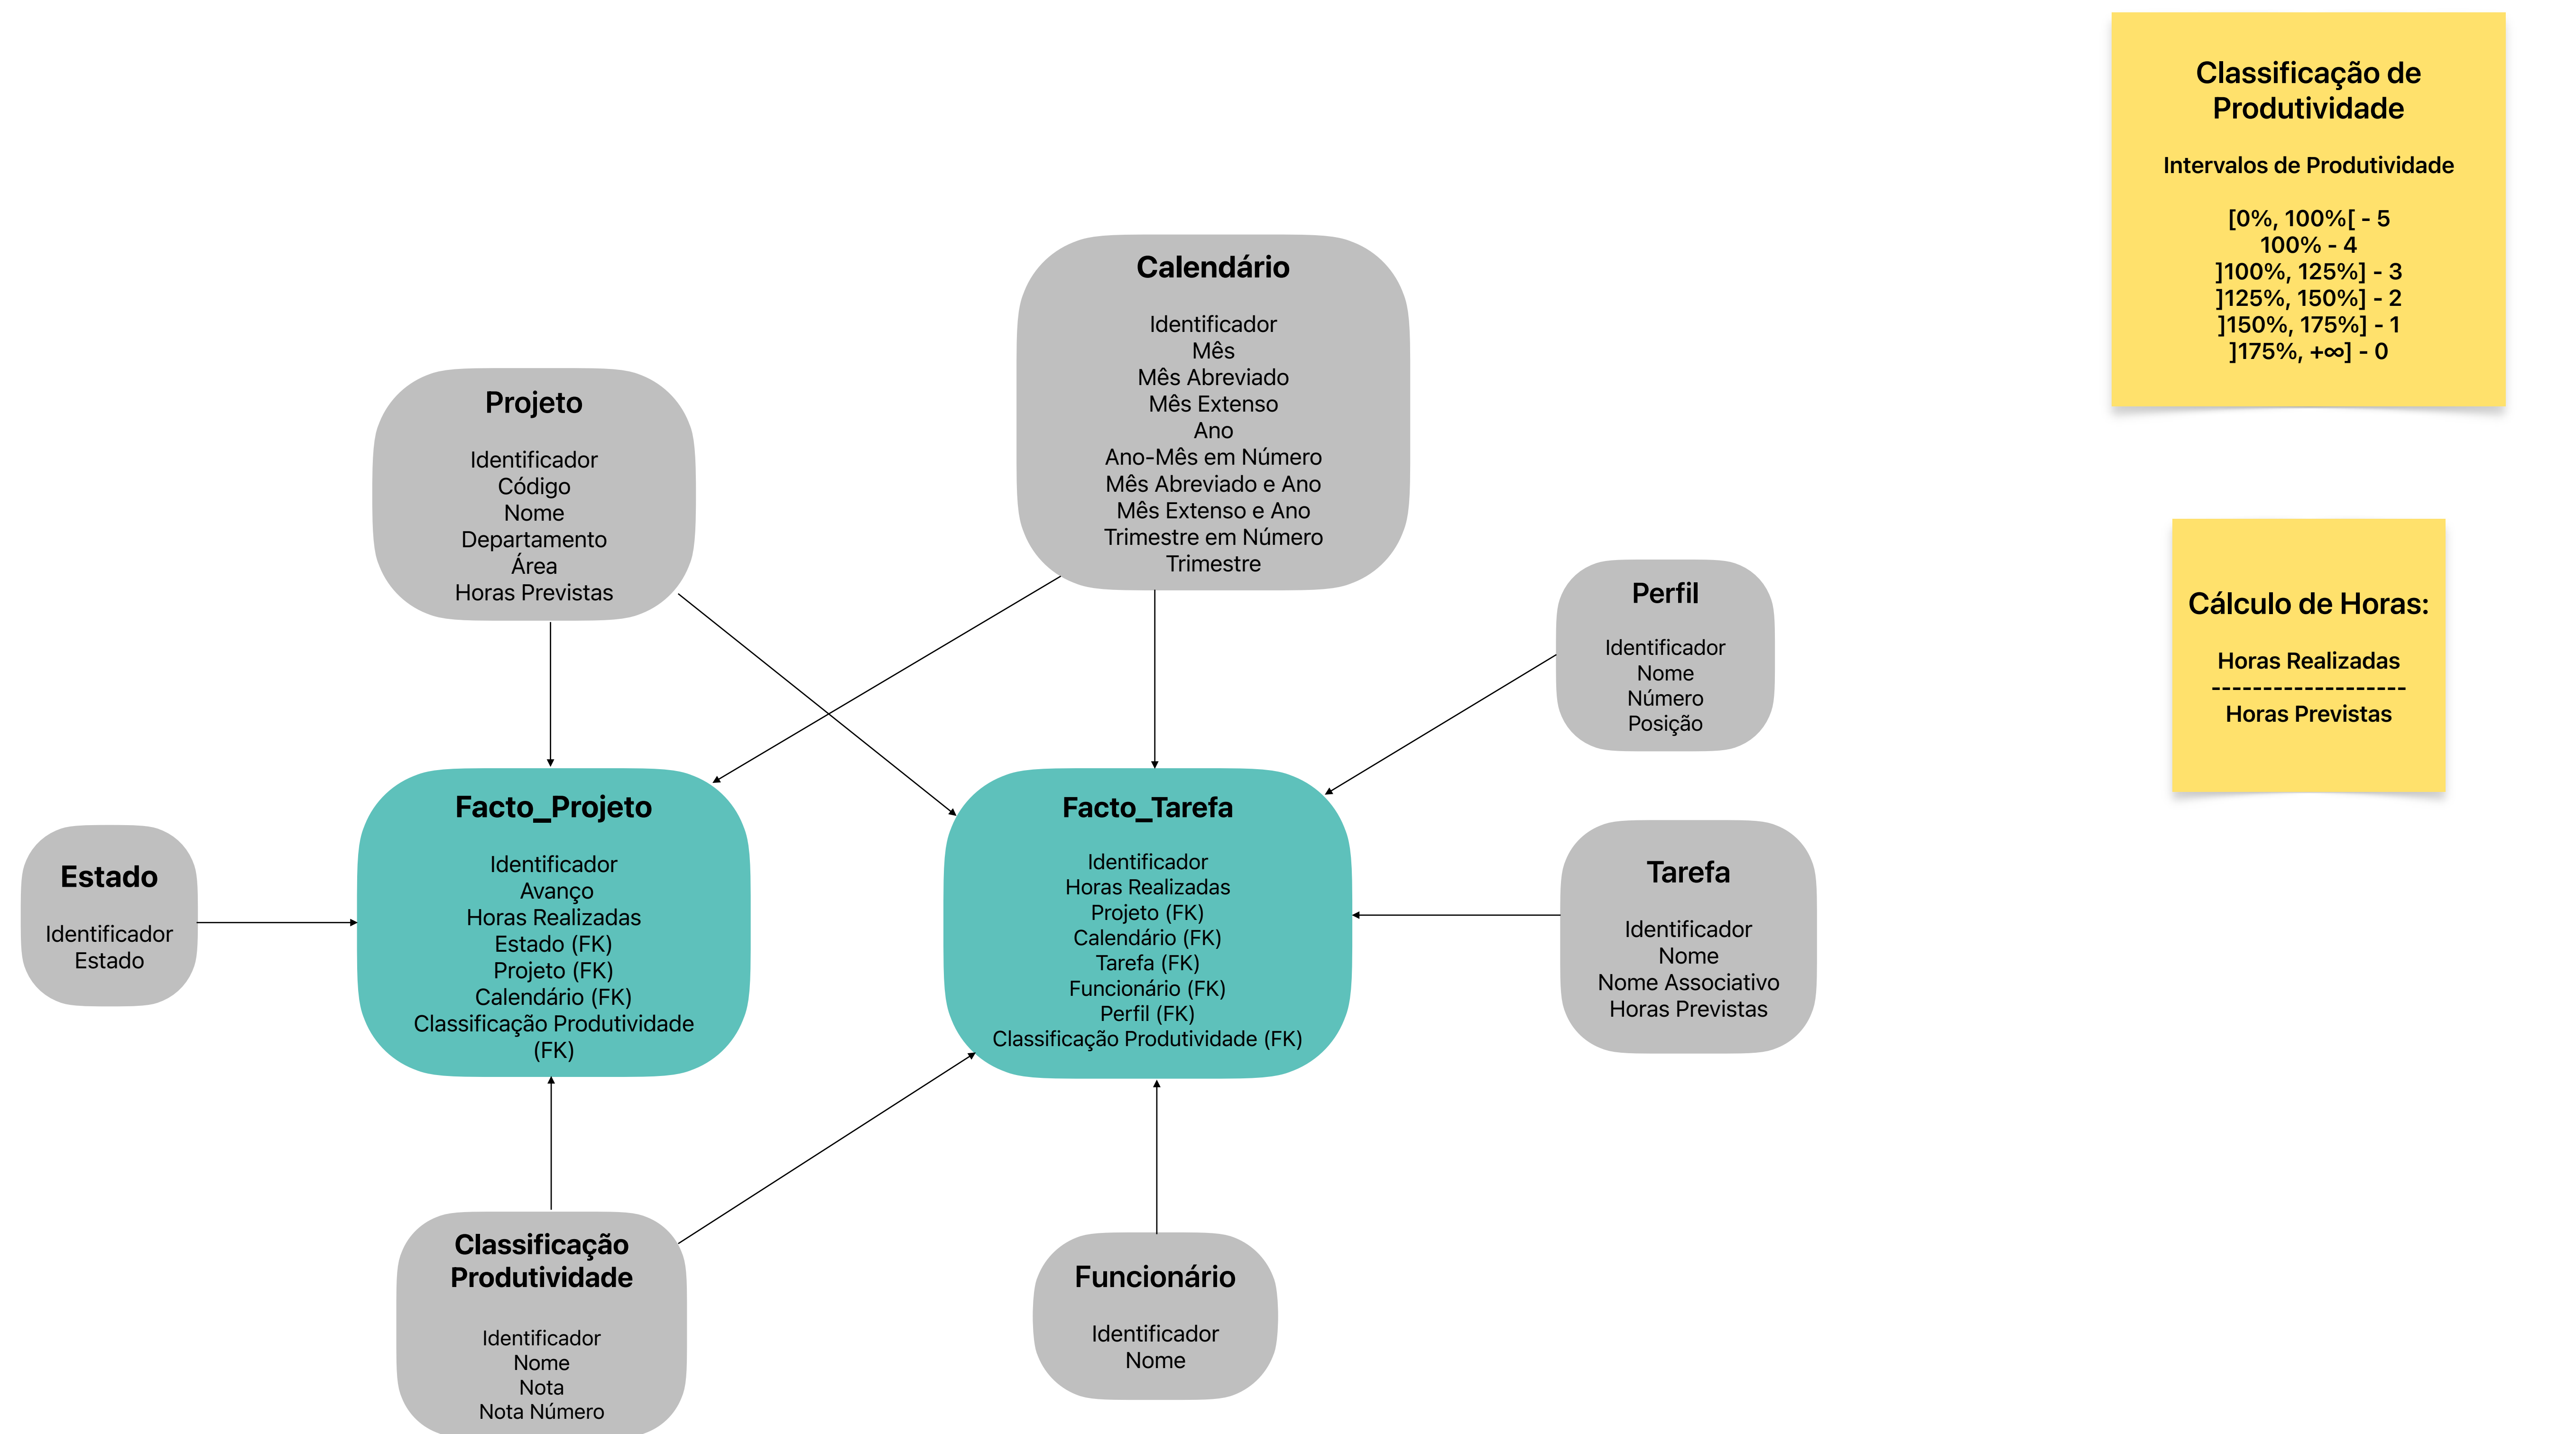 Classificação de
Produtividade
Intervalos de Produtividade
[0%, 100%[ - 5
100% - 4
]100%, 125%] - 3
]125%, 150%] - 2
]150%, 175%] - 1
]175%, +∞] - 0
Calendário
Identificador
Mês
Mês Abreviado
Mês Extenso
Ano
Ano-Mês em Número
Mês Abreviado e Ano
Mês Extenso e Ano
Trimestre em Número
Trimestre
Projeto
Identificador
Código
Nome
Departamento
Área
Horas Previstas
Cálculo de Horas:
Horas Realizadas
-------------------
Horas Previstas
Perfil
Identificador
Nome
Número
Posição
Facto_Projeto
Identificador
Avanço
Horas Realizadas
Estado (FK)
Projeto (FK)
Calendário (FK)
Classificação Produtividade
(FK)
Facto_Tarefa
Identificador
Horas Realizadas
Projeto (FK)
Calendário (FK)
Tarefa (FK)
Funcionário (FK)
Perfil (FK)
Classificação Produtividade (FK)
Estado
Identificador
Estado
Tarefa
Identificador
Nome
Nome Associativo
Horas Previstas
Classificação
Produtividade
Identificador
Nome
Nota
Nota Número
Funcionário
Identificador
Nome